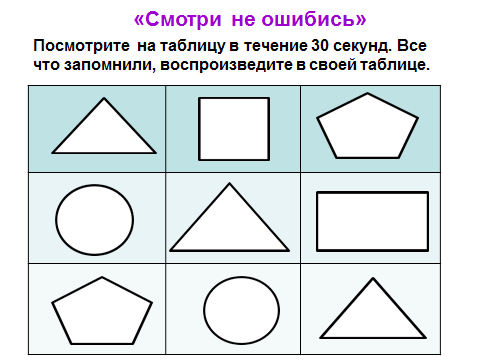 «Смотри не ошибись»
Посмотрите на таблицу в течение 30 секунд. Все
что запомнили, воспроизведите в своей таблице.